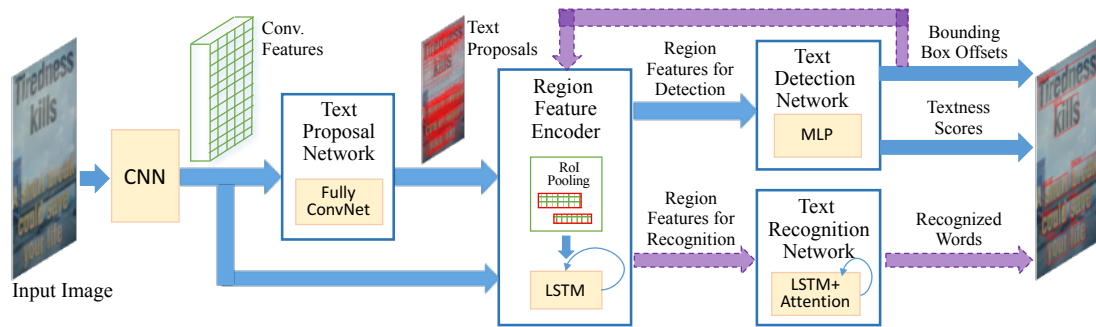 Tiredness
kills
Input Image
CNN
Conv.
Features
Text
Proposal
Network
Fully
ConvNet
Text
Proposals
Region
Feature
Encoder
RoI
Pooling
LSTM
Region
Features for
Detection
Text
Detection
Network
MLP
Bounding
Box Offsets
Textness
Scores
Region
Features for
Recognition
Text
Recognition
Network
LSTM+
Attention
Recognized
Words
Tiredness
kills